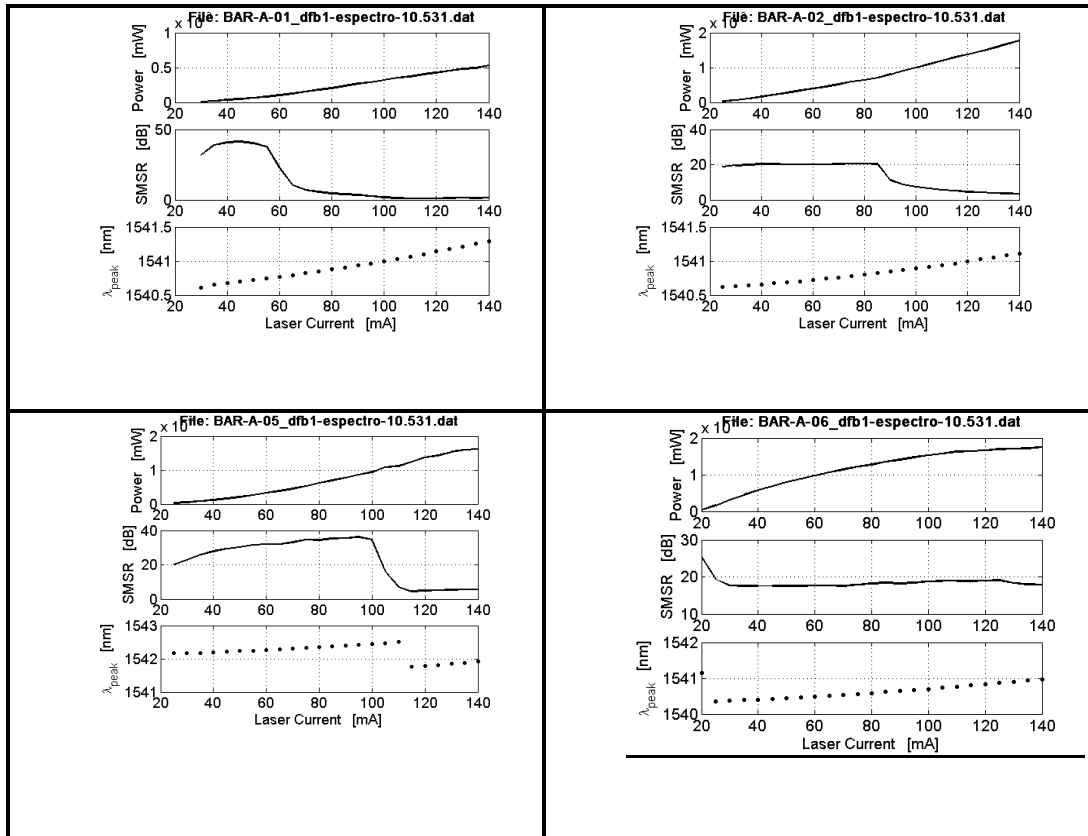 File: BAR-A-01_dfb1-espectro-10.531.dat
x 10
Power [mW]
1
0.5
0
20 40 60 80 100 120 140
SMSR [dB]
50
0
20 40 60 80 100 120 140
λpeak [nm]
1541.5
1541
1540.5
20 40 60 80 100 120 140
Laser Current [mA]
File: BAR-A-02_dfb1-espectro-10.531.dat
x 10
Power [mW]
2
1
0
20 40 60 80 100 120 140
SMSR [dB]
40
20
0
20 40 60 80 100 120 140
λpeak [nm]
1541.5
1541
1540.5
20 40 60 80 100 120 140
Laser Current [mA]
File: BAR-A-05_dfb1-espectro-10.531.dat
x 10
Power [mW]
2
1
0
20 40 60 80 100 120 140
SMSR [dB]
40
20
0
20 40 60 80 100 120 140
λpeak [nm]
1543
1542
1541
20 40 60 80 100 120 140
Laser Current [mA]
File: BAR-A-06_dfb1-espectro-10.531.dat
x 10
Power [mW]
2
1
0
20 40 60 80 100 120 140
SMSR [dB]
30
20
10
20 40 60 80 100 120 140
λpeak [nm]
1542
1541
1540
20 40 60 80 100 120 140
Laser Current [mA]